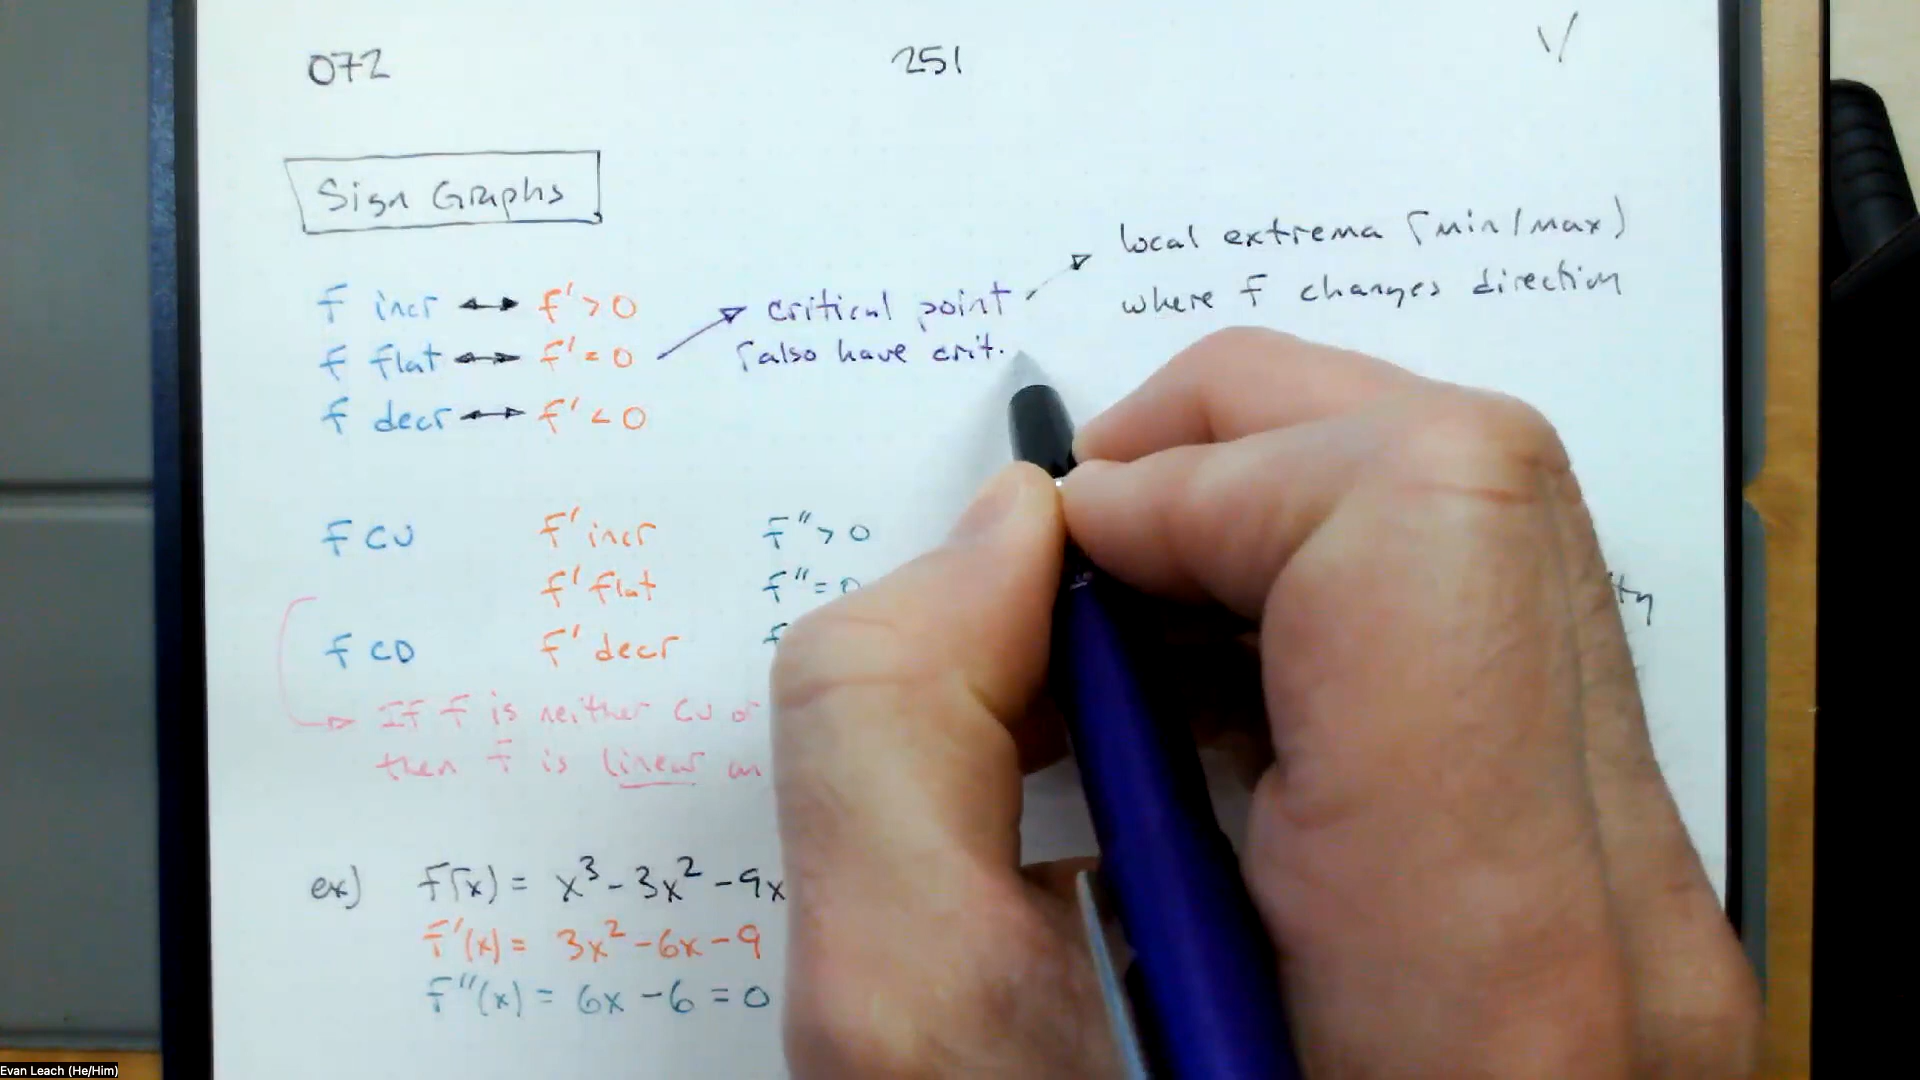 072 251
Sign Graphs
local extrema (min/max)
where f changes direction
f incr ↔ f' > 0 critical point
f flat ↔ f' = 0 (also have crit.
f decr ↔ f' < 0
f CU f' incr f" > 0
f' flat f" = 0
f CD f' decr
If f is neither CU or
then f is linear on
ex) f(x) = x³ - 3x² - 9x
f'(x) = 3x² - 6x - 9
f"(x) = 6x - 6 = 0
Evan Leach (He/Him)